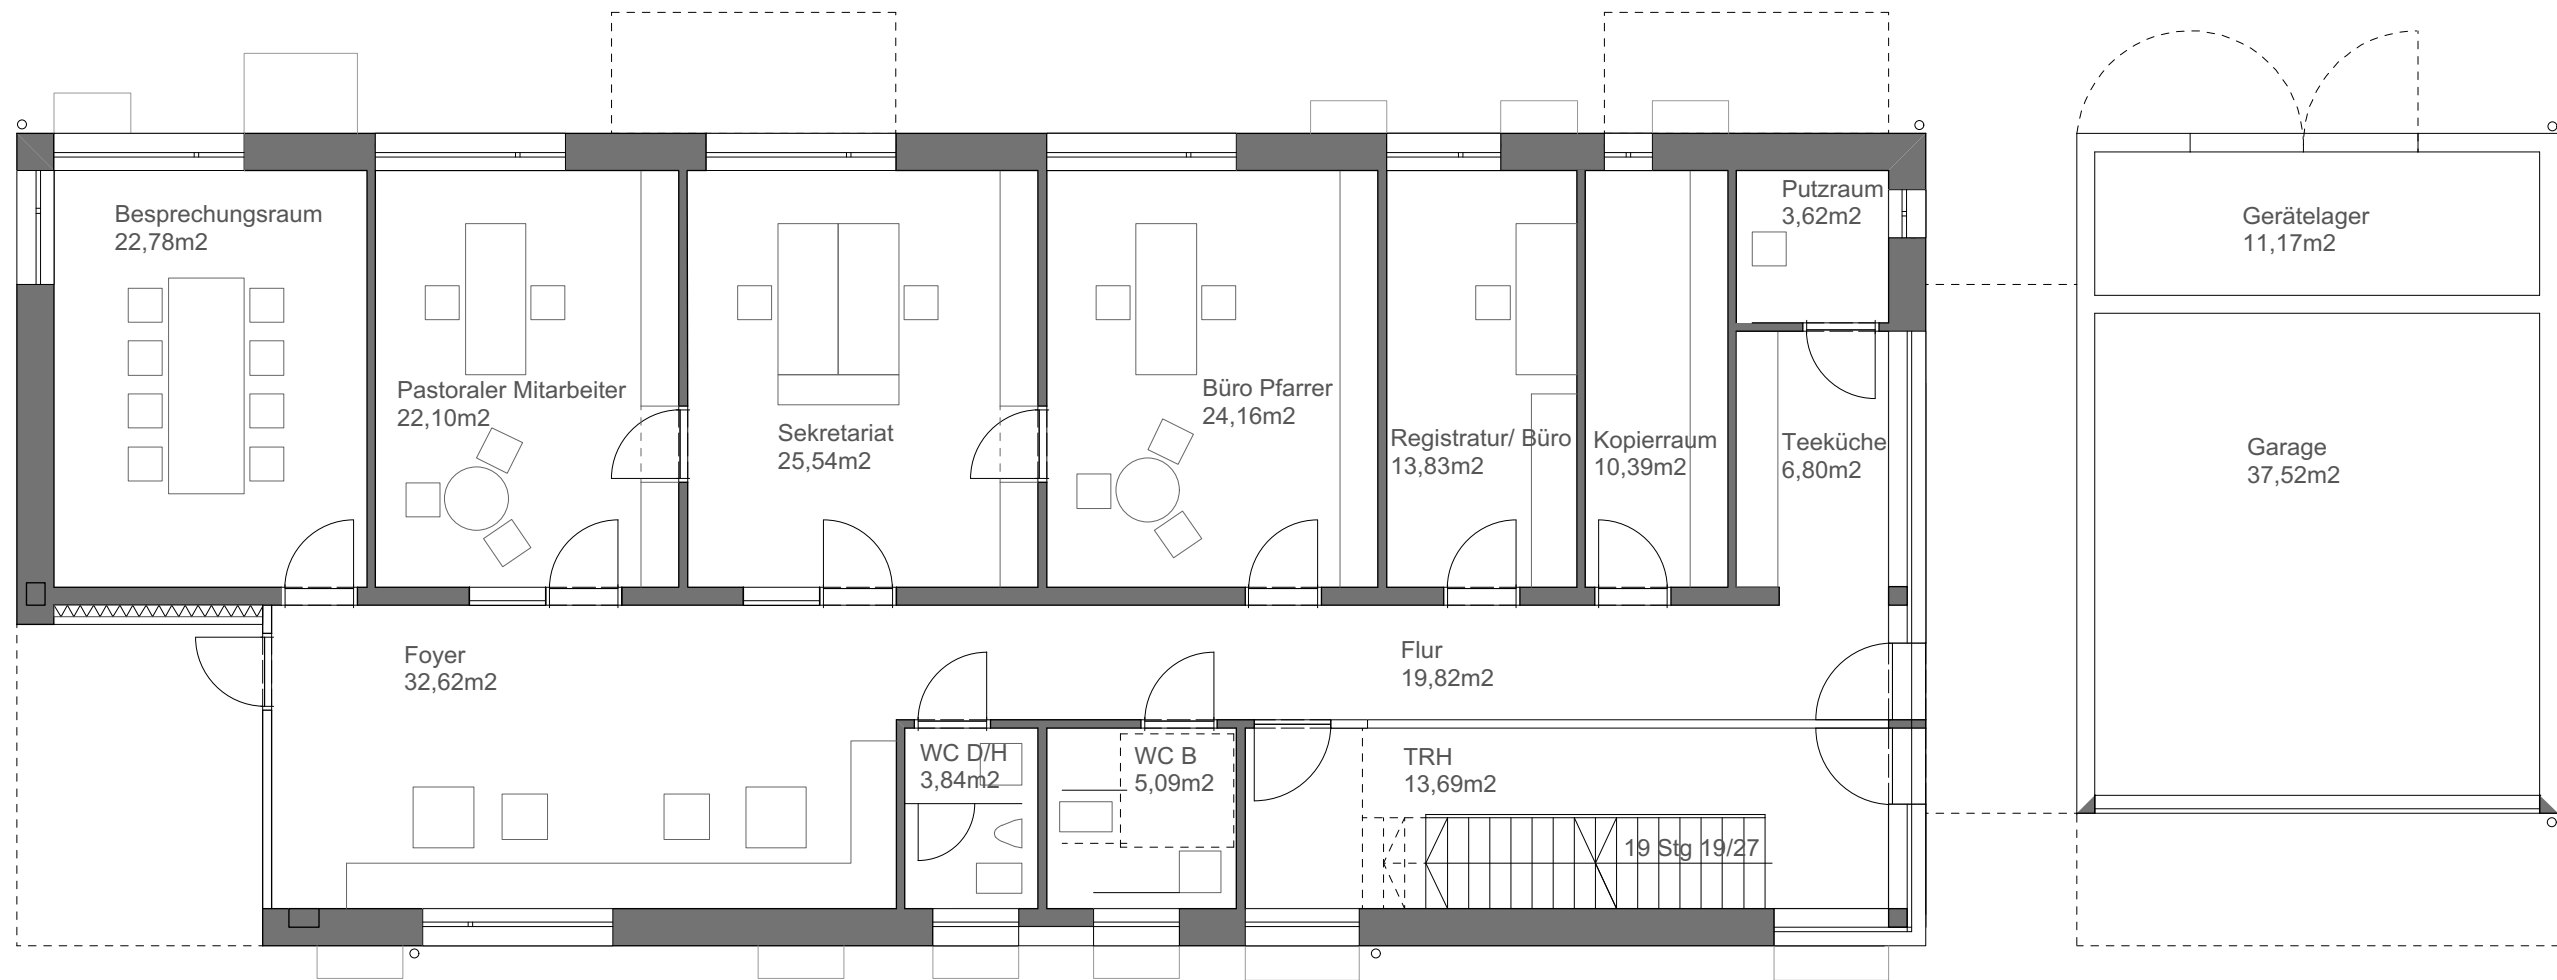 Besprechungsraum
22,78m2
Pastoraler Mitarbeiter
22,10m2
Sekretariat
25,54m2
Büro Pfarrer
24,16m2
Registratur/ Büro
13,83m2
Kopierraum
10,39m2
Putzraum
3,62m2
Teeküche
6,80m2
Gerätelager
11,17m2
Garage
37,52m2
Foyer
32,62m2
Flur
19,82m2
WC D/H
3,84m2
WC B
5,09m2
TRH
13,69m2
19 Stg 19/27